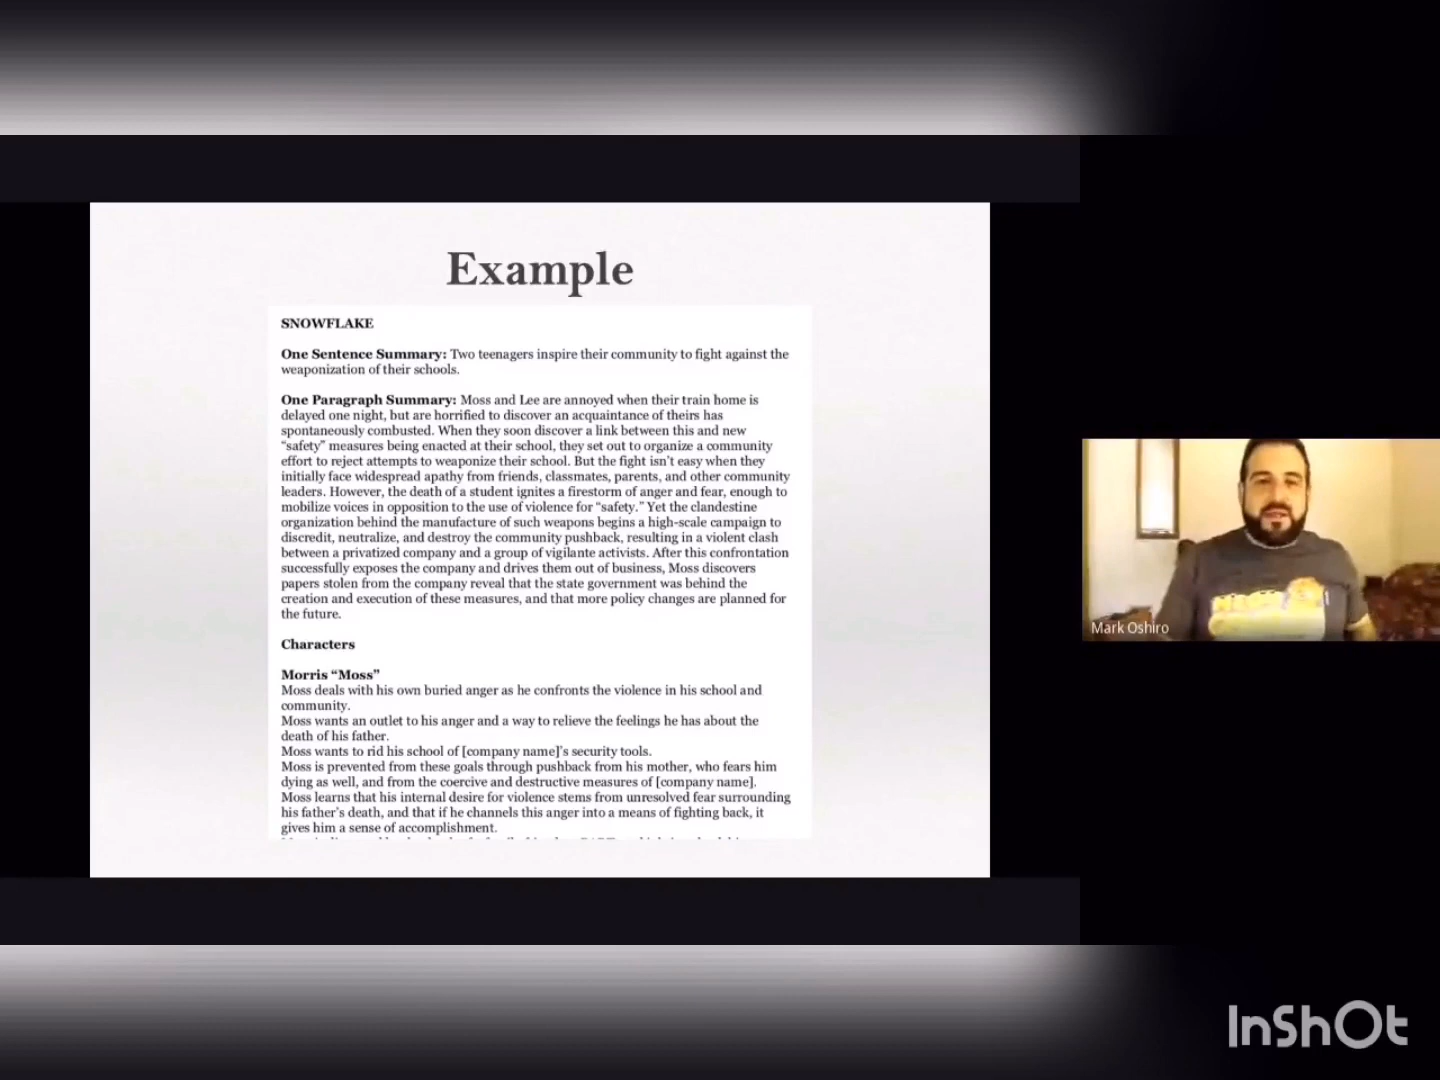 Example
SNOWFLAKE
One Sentence Summary: Two teenagers inspire their community to fight against the
weaponization of their schools.
One Paragraph Summary: Moss and Lee are annoyed when their train home is
delayed one night, but are horrified to discover an acquaintance of theirs has
spontaneously combusted. When they soon discover a link between this and new
“safety” measures being enacted at their school, they set out to organize a community
effort to reject attempts to weaponize their school. But the fight isn’t easy when they
initially face widespread apathy from friends, classmates, parents, and other community
leaders. However, the death of a student ignites a firestorm of anger and fear, enough to
mobilize voices in opposition to the use of violence for “safety.” Yet the clandestine
organization behind the manufacture of such weapons begins a high-scale campaign to
discredit, neutralize, and destroy the community pushback, resulting in a violent clash
between a privatized company and a group of vigilante activists. After this confrontation
successfully exposes the company and drives them out of business, Moss discovers
papers stolen from the company reveal that the state government was behind the
creation and execution of these measures, and that more policy changes are planned for
the future.
Characters
Morris “Moss”
Moss deals with his own buried anger as he confronts the violence in his school and
community.
Moss wants an outlet to his anger and a way to relieve the feelings he has about the
death of his father.
Moss wants to rid his school of [company name]’s security tools.
Moss is prevented from these goals through pushback from his mother, who fears him
dying as well, and from the coercive and destructive measures of [company name].
Moss learns that his internal desire for violence stems from unresolved fear surrounding
his father’s death, and that if he channels this anger into a means of fighting back, it
gives him a sense of accomplishment.
Mark Oshiro
InShOt